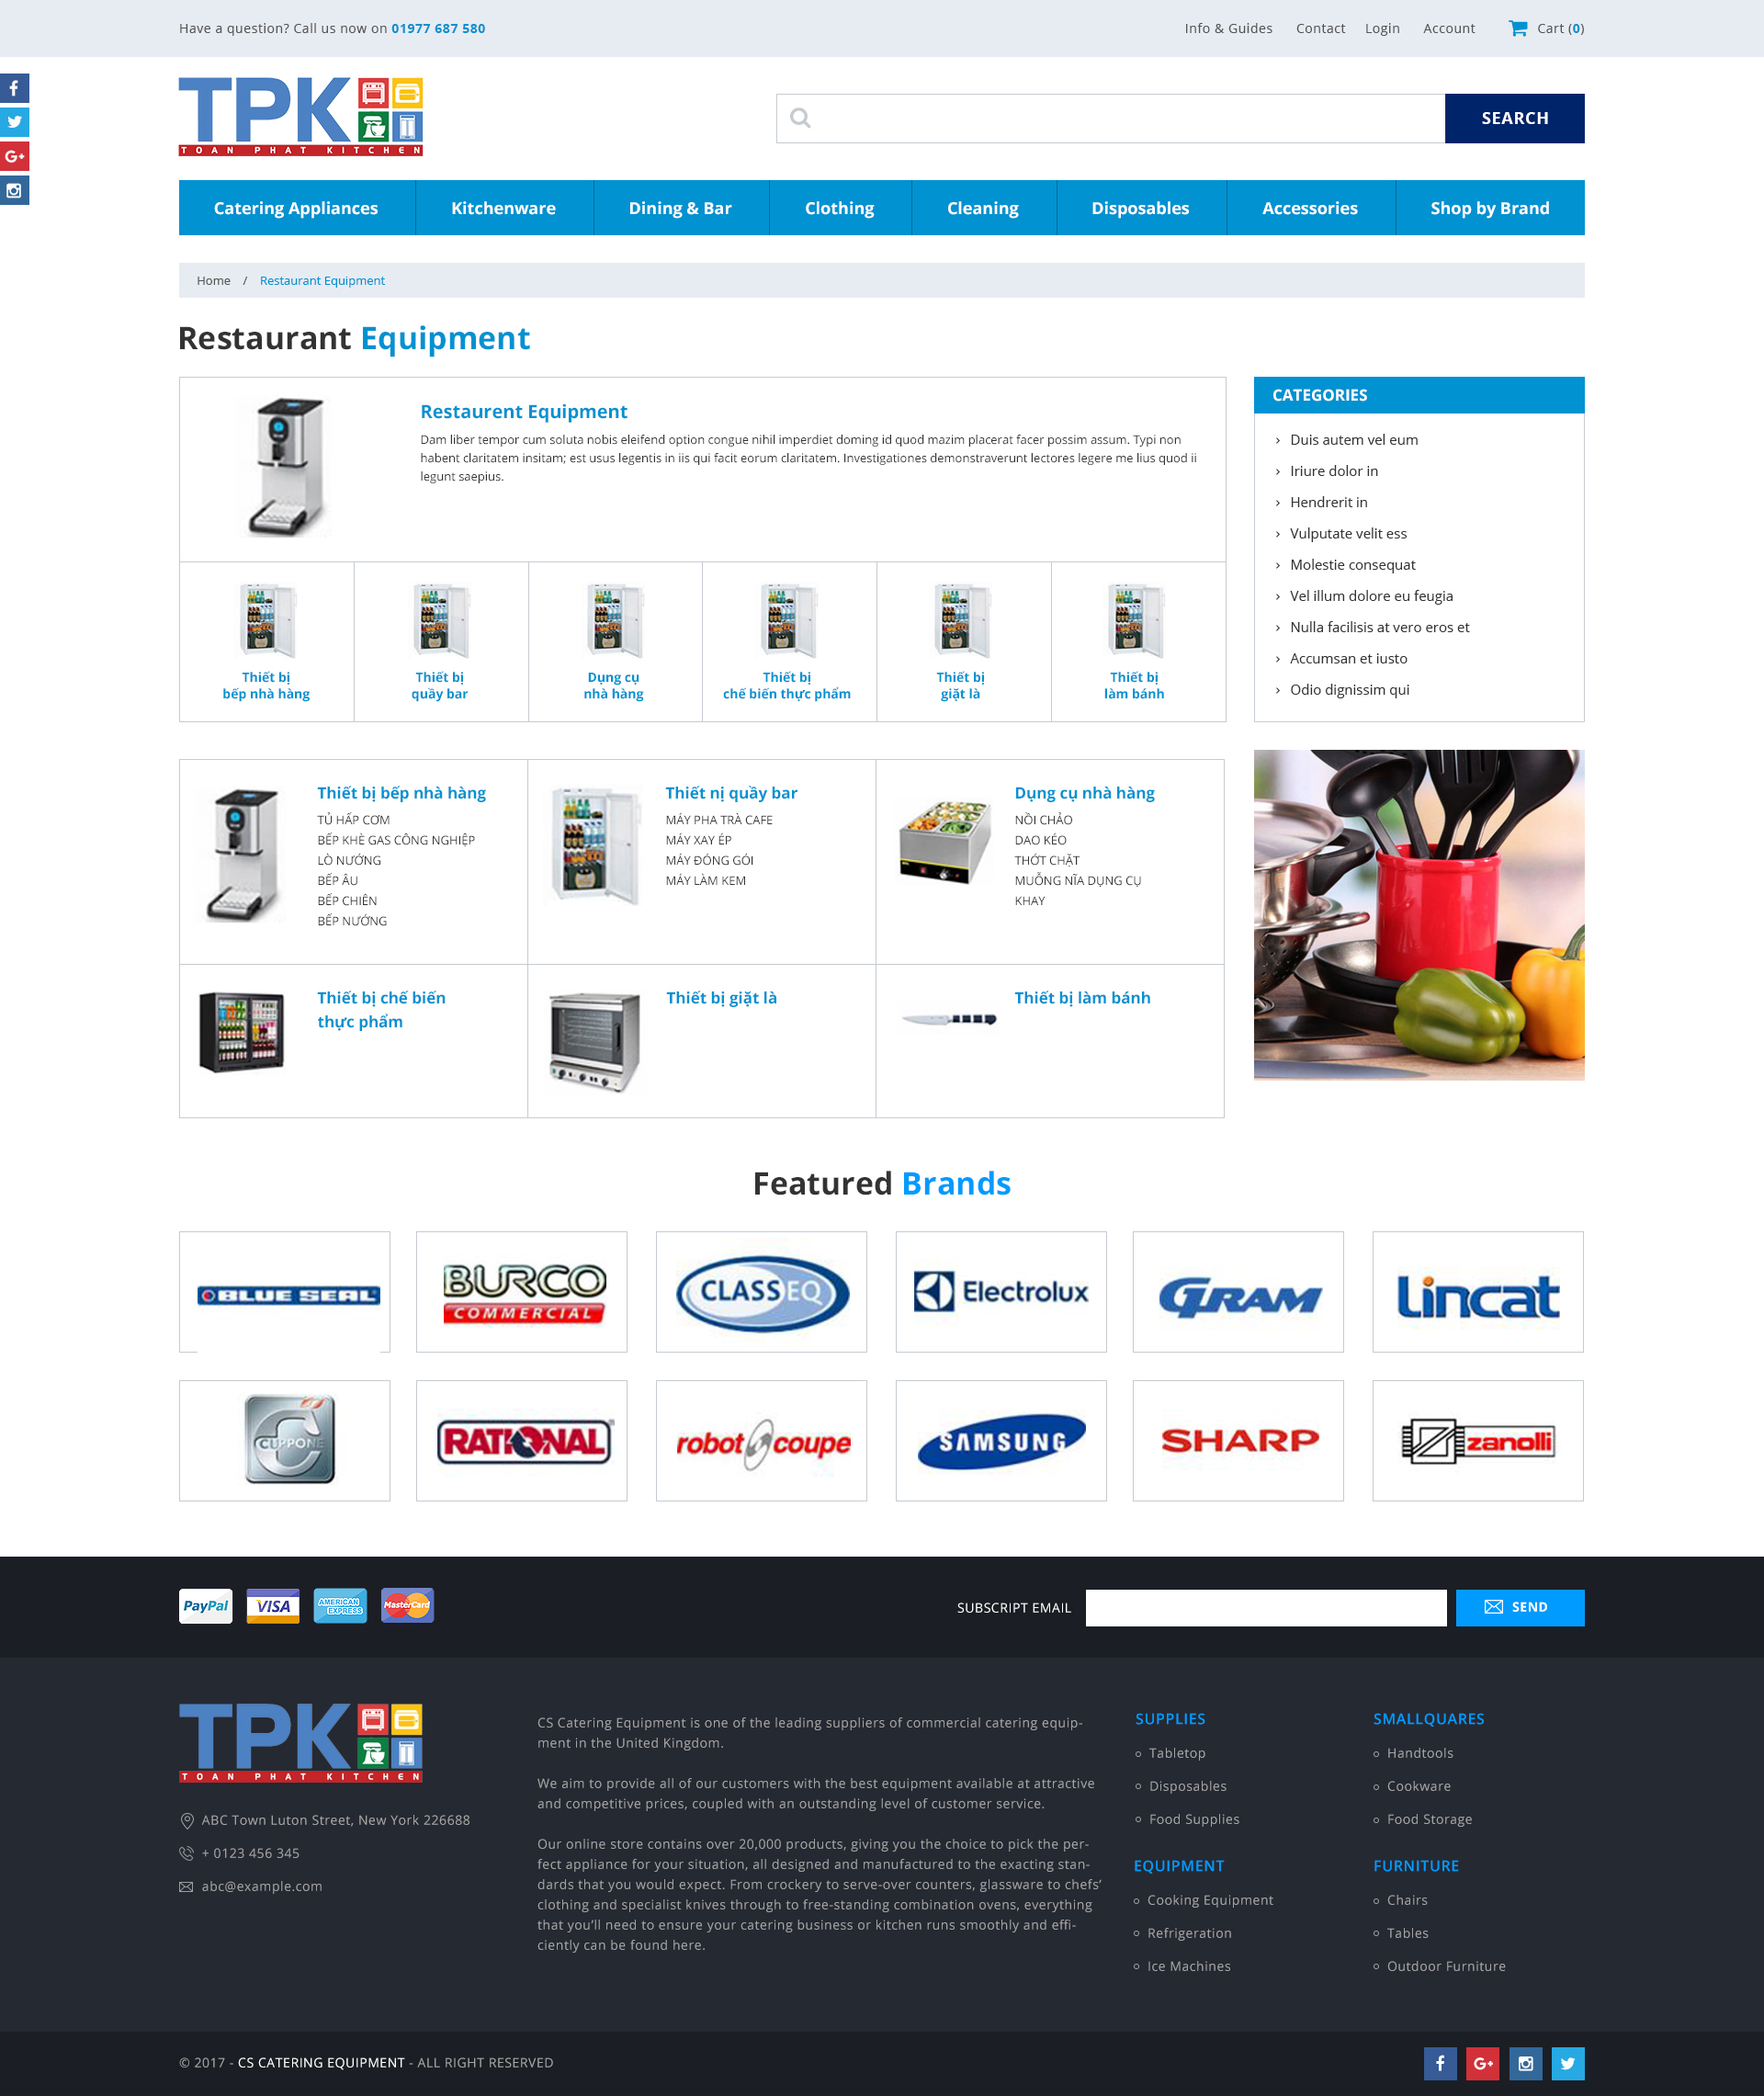 Have a question? Call us now on 01977 687 580
Info & Guides
Contact
Login
Account
Cart (0)
TPK
TOAN PHAT KITCHEN
SEARCH
Catering Appliances
Kitchenware
Dining & Bar
Clothing
Cleaning
Disposables
Accessories
Shop by Brand
Home / Restaurant Equipment
Restaurant Equipment
Restaurent Equipment
Dam liber tempor cum soluta nobis eleifend option congue nihil imperdiet doming id quod mazim placerat facer possim assum. Typi non
habent claritatem insitam; est usus legentis in iis qui facit eorum claritatem. Investigationes demonstraverunt lectores legere me lius quod ii
legunt saepius.
Thiết bị
bếp nhà hàng
Thiết bị
quầy bar
Dụng cụ
nhà hàng
Thiết bị
chế biến thực phẩm
Thiết bị
giặt là
Thiết bị
làm bánh
CATEGORIES
Duis autem vel eum
Iriure dolor in
Hendrerit in
Vulputate velit ess
Molestie consequat
Vel illum dolore eu feugia
Nulla facilisis at vero eros et
Accumsan et iusto
Odio dignissim qui
Thiết bị bếp nhà hàng
TỦ HẤP CƠM
BẾP KHÈ GAS CÔNG NGHIỆP
LÒ NƯỚNG
BẾP ÂU
BẾP CHIÊN
BẾP NƯỚNG
Thiết nị quầy bar
MÁY PHA TRÀ CAFE
MÁY XAY ÉP
MÁY ĐÓNG GÓI
MÁY LÀM KEM
Dụng cụ nhà hàng
NỒI CHẢO
DAO KÉO
THỚT CHẶT
MUỖNG NĨA DỤNG CỤ
KHAY
Thiết bị chế biến
thực phẩm
Thiết bị giặt là
Thiết bị làm bánh
Featured Brands
BLUE SEAL
BURCO
COMMERCIAL
CLASSEQ
Electrolux
GRAM
Lincat
CUPPONE
RATIONAL
robot coupe
SAMSUNG
SHARP
zanolli
PayPal
VISA
AMERICAN
EXPRESS
MasterCard
SUBSCRIPT EMAIL
SEND
TPK
TOAN PHAT KITCHEN
ABC Town Luton Street, New York 226688
+ 0123 456 345
abc@example.com
CS Catering Equipment is one of the leading suppliers of commercial catering equip-
ment in the United Kingdom.
We aim to provide all of our customers with the best equipment available at attractive
and competitive prices, coupled with an outstanding level of customer service.
Our online store contains over 20,000 products, giving you the choice to pick the per-
fect appliance for your situation, all designed and manufactured to the exacting stan-
dards that you would expect. From crockery to serve-over counters, glassware to chefs’
clothing and specialist knives through to free-standing combination ovens, everything
that you’ll need to ensure your catering business or kitchen runs smoothly and effi-
ciently can be found here.
SUPPLIES
Tabletop
Disposables
Food Supplies
SMALLQUARES
Handtools
Cookware
Food Storage
EQUIPMENT
Cooking Equipment
Refrigeration
Ice Machines
FURNITURE
Chairs
Tables
Outdoor Furniture
© 2017 - CS CATERING EQUIPMENT - ALL RIGHT RESERVED